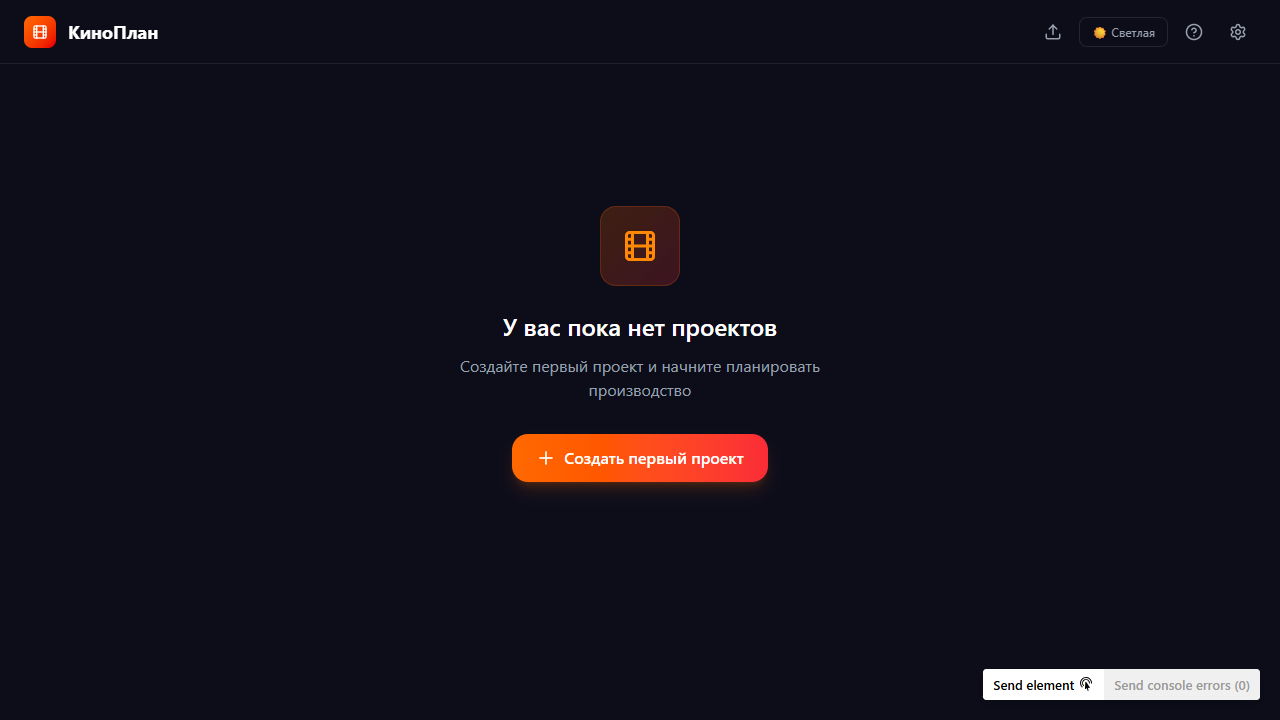 КиноПлан
Светлая
У вас пока нет проектов
Создайте первый проект и начните планировать
производство
Создать первый проект
Send element
Send console errors (0)